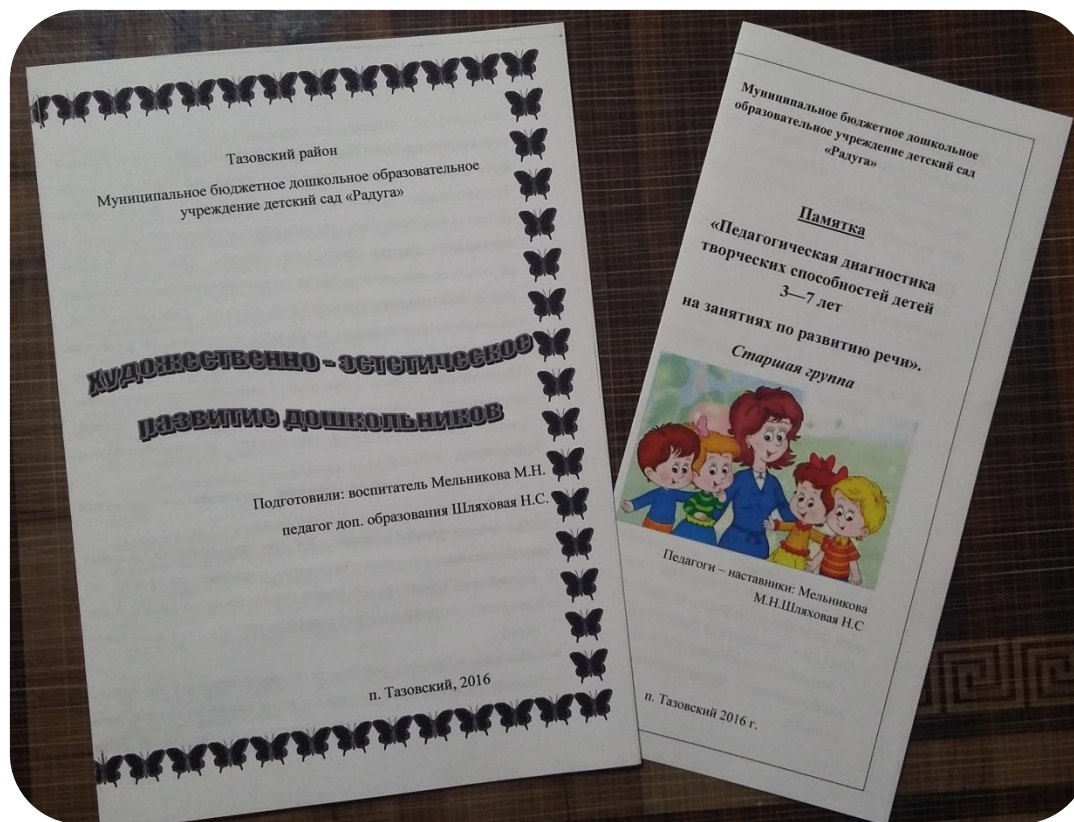 Тазовский район
Муниципальное бюджетное дошкольное образовательное
учреждение детский сад «Радуга»
Художественно - эстетическое
развитие дошкольников
Подготовили: воспитатель Мельникова М.Н.
педагог доп. образования Шляховая Н.С.
п. Тазовский, 2016
Муниципальное бюджетное дошкольное
образовательное учреждение детский сад
«Радуга»
Памятка
«Педагогическая диагностика
творческих способностей детей
3—7 лет
на занятиях по развитию речи».
Старшая группа
Педагоги – наставники: Мельникова
М.Н.Шляховая Н.С
п. Тазовский 2016 г.